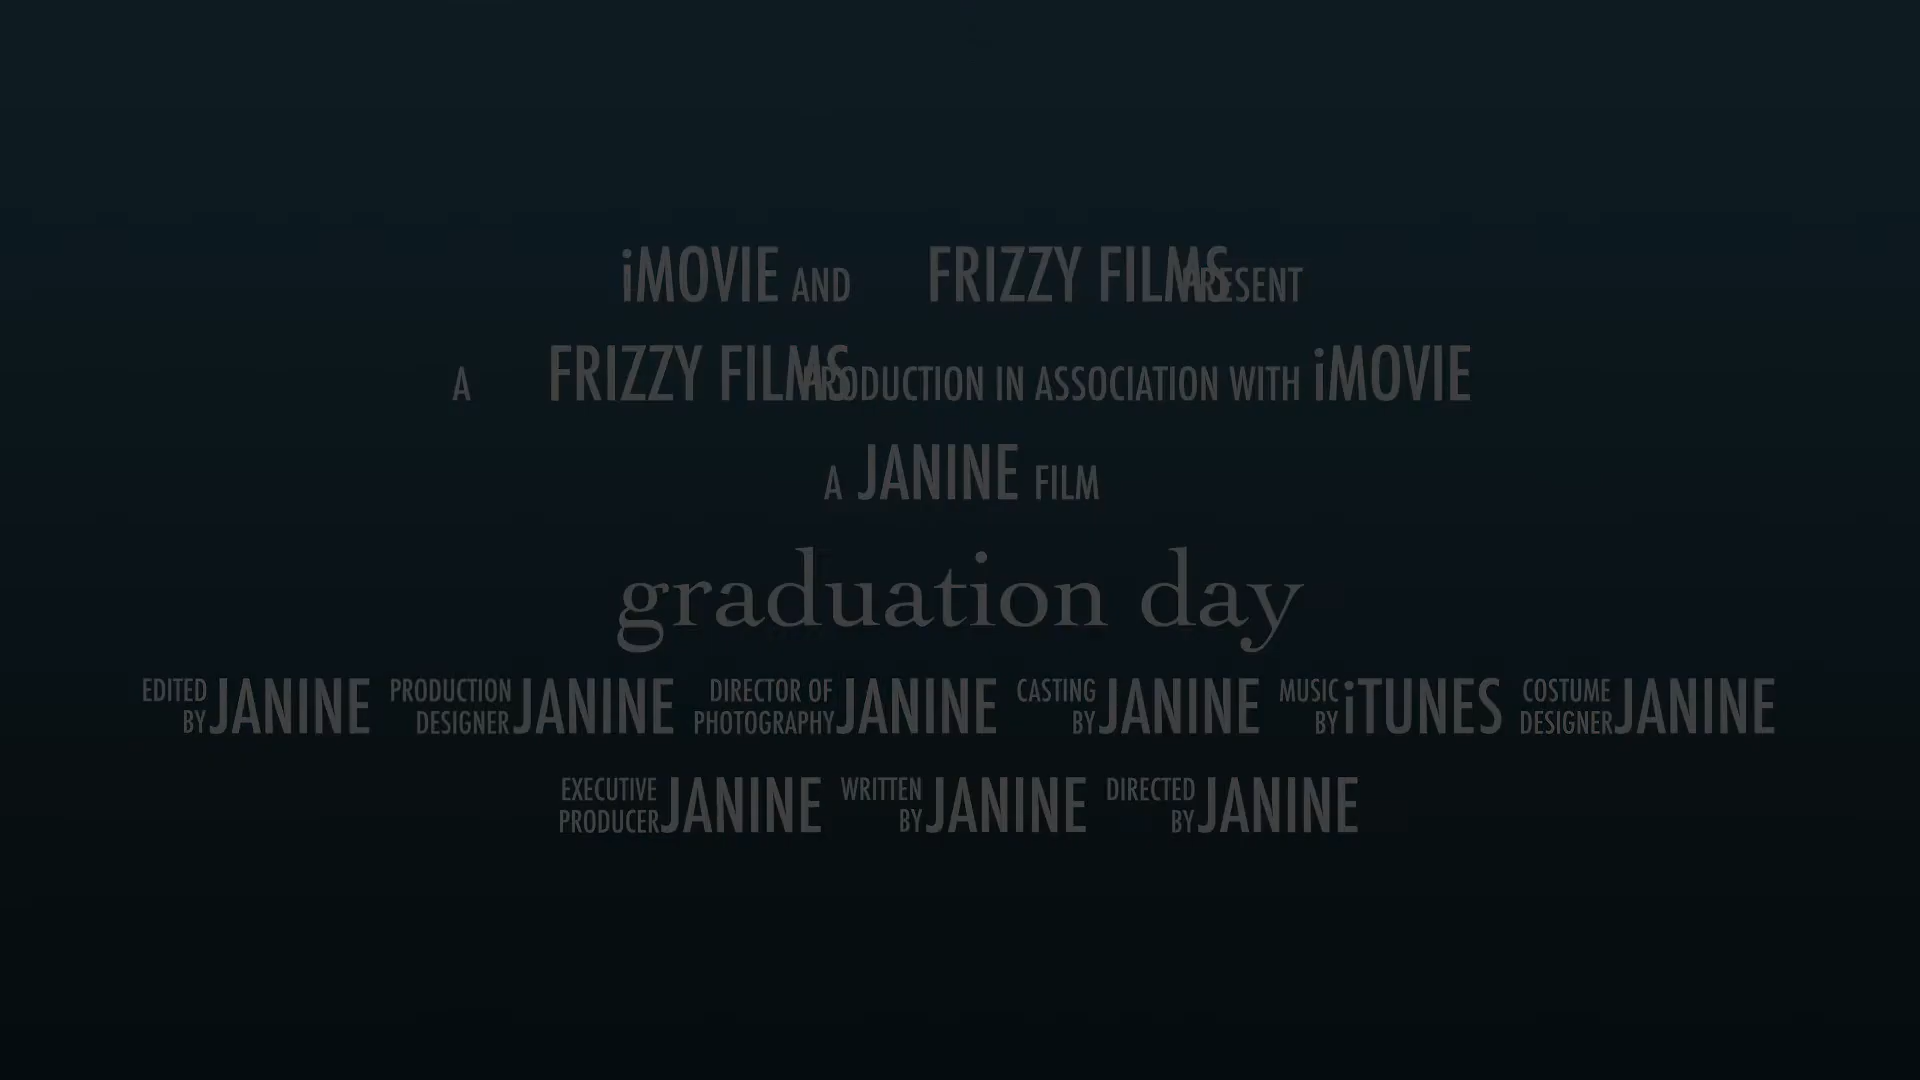 iMOVIE AND FRIZZY FILMS PRESENT
A FRIZZY FILMS PRODUCTION IN ASSOCIATION WITH iMOVIE
A JANINE FILM
graduation day
EDITED BY JANINE PRODUCTION DESIGNER JANINE DIRECTOR OF PHOTOGRAPHY JANINE CASTING BY JANINE MUSIC BY iTUNES COSTUME DESIGNER JANINE
EXECUTIVE PRODUCER JANINE WRITTEN BY JANINE DIRECTED BY JANINE